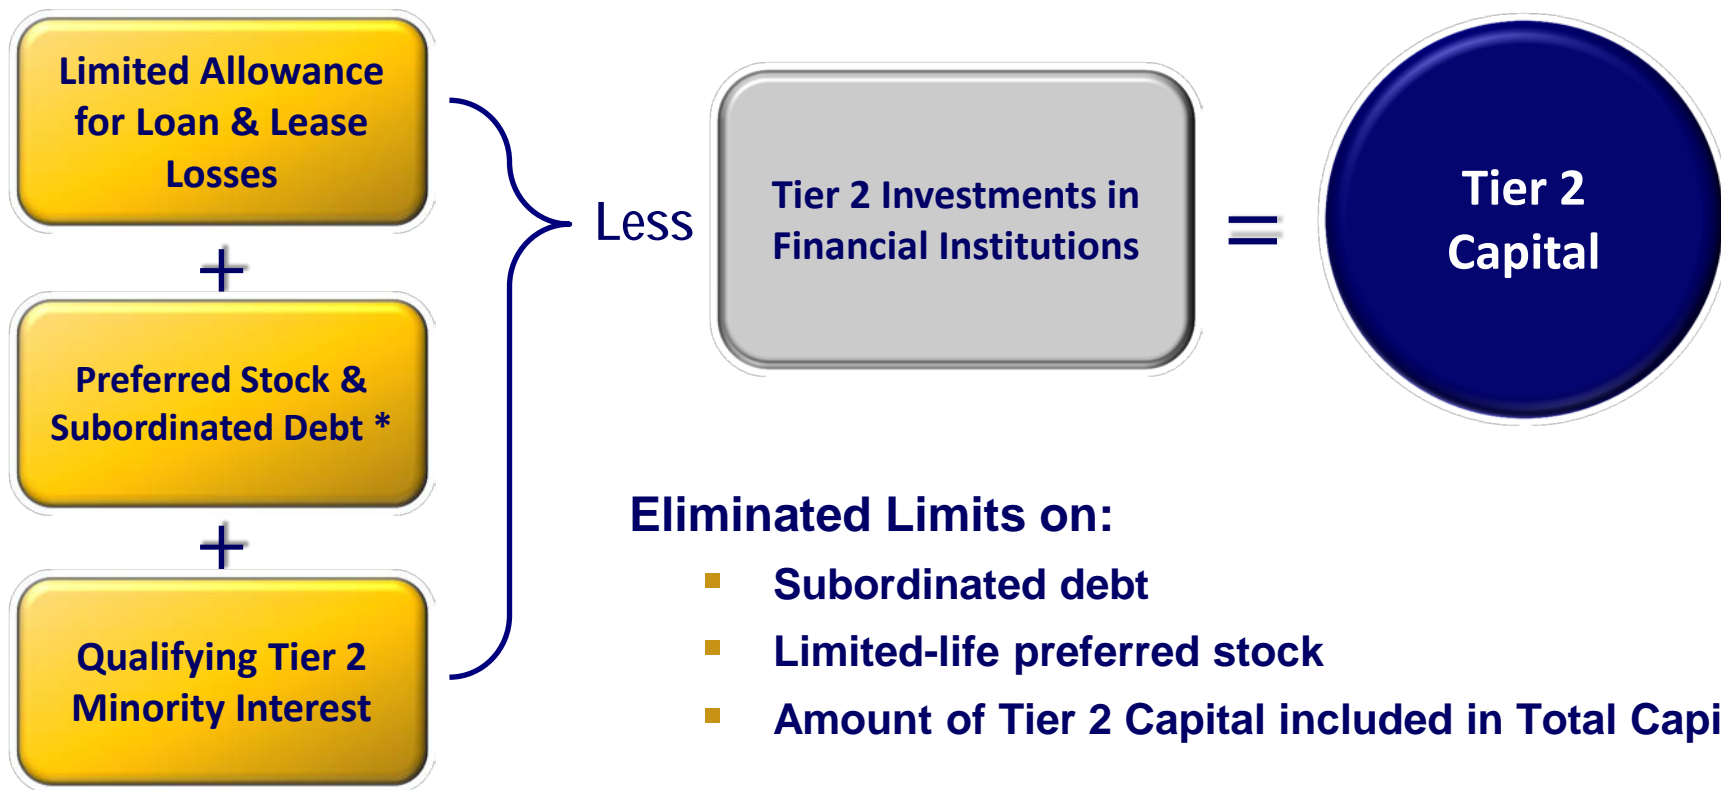 Limited Allowance
for Loan & Lease
Losses
+
Preferred Stock &
Subordinated Debt *
+
Qualifying Tier 2
Minority Interest
Less
Tier 2 Investments in
Financial Institutions
=
Tier 2
Capital
Eliminated Limits on:
▪ Subordinated debt
▪ Limited-life preferred stock
▪ Amount of Tier 2 Capital included in Total Capi